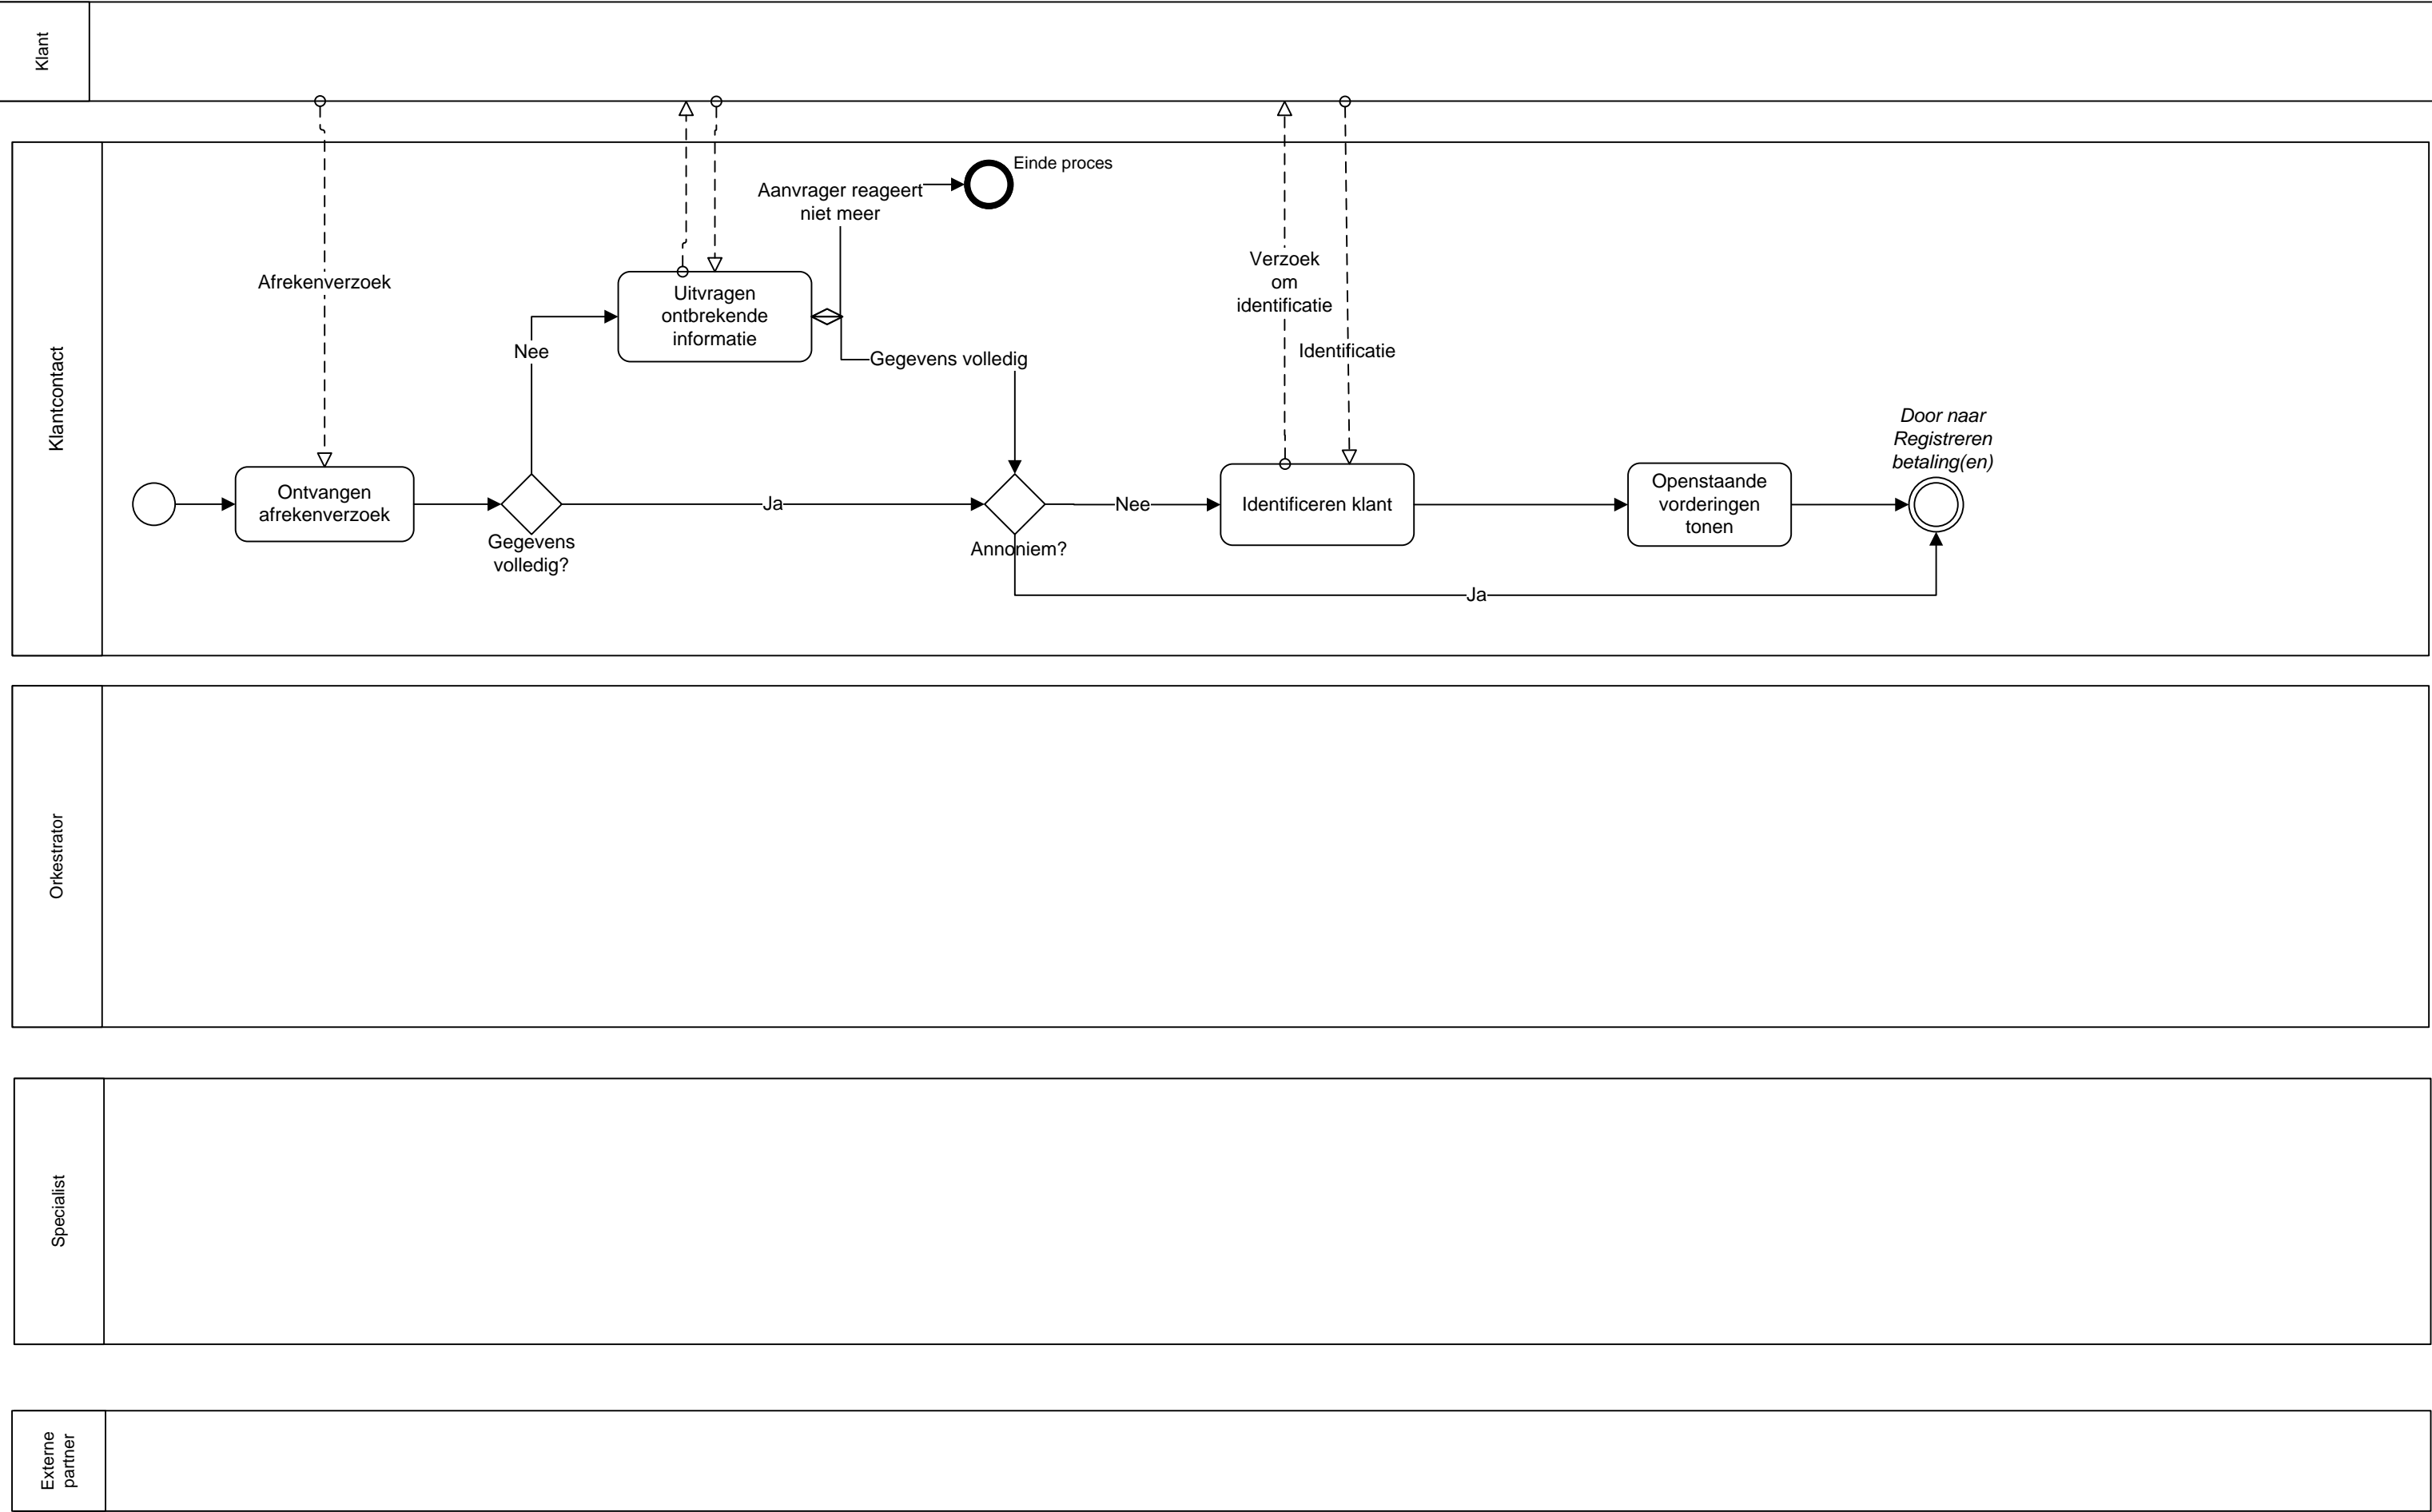 Klant
Klantcontact
Einde proces
Aanvrager reageert
niet meer
Afrekenverzoek
Uitvragen
ontbrekende
informatie
Nee
Gegevens volledig
Verzoek
om
identificatie
Identificatie
Door naar
Registreren
betaling(en)
Ontvangen
afrekenverzoek
Gegevens
volledig?
Ja
Annoniem?
Nee
Identificeren klant
Openstaande
vorderingen
tonen
Ja
Orkestrator
Specialist
Externe
partner